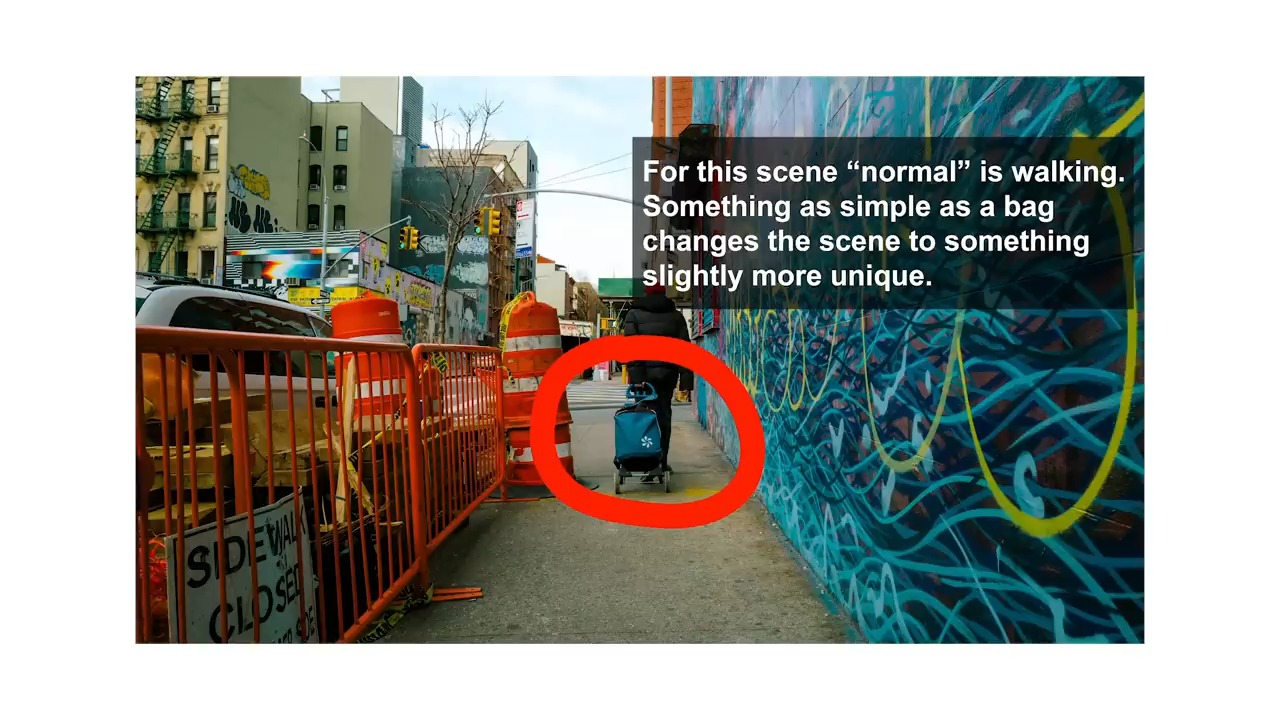 For this scene “normal” is walking.
Something as simple as a bag
changes the scene to something
slightly more unique.
SIDEWALK
CLOSED